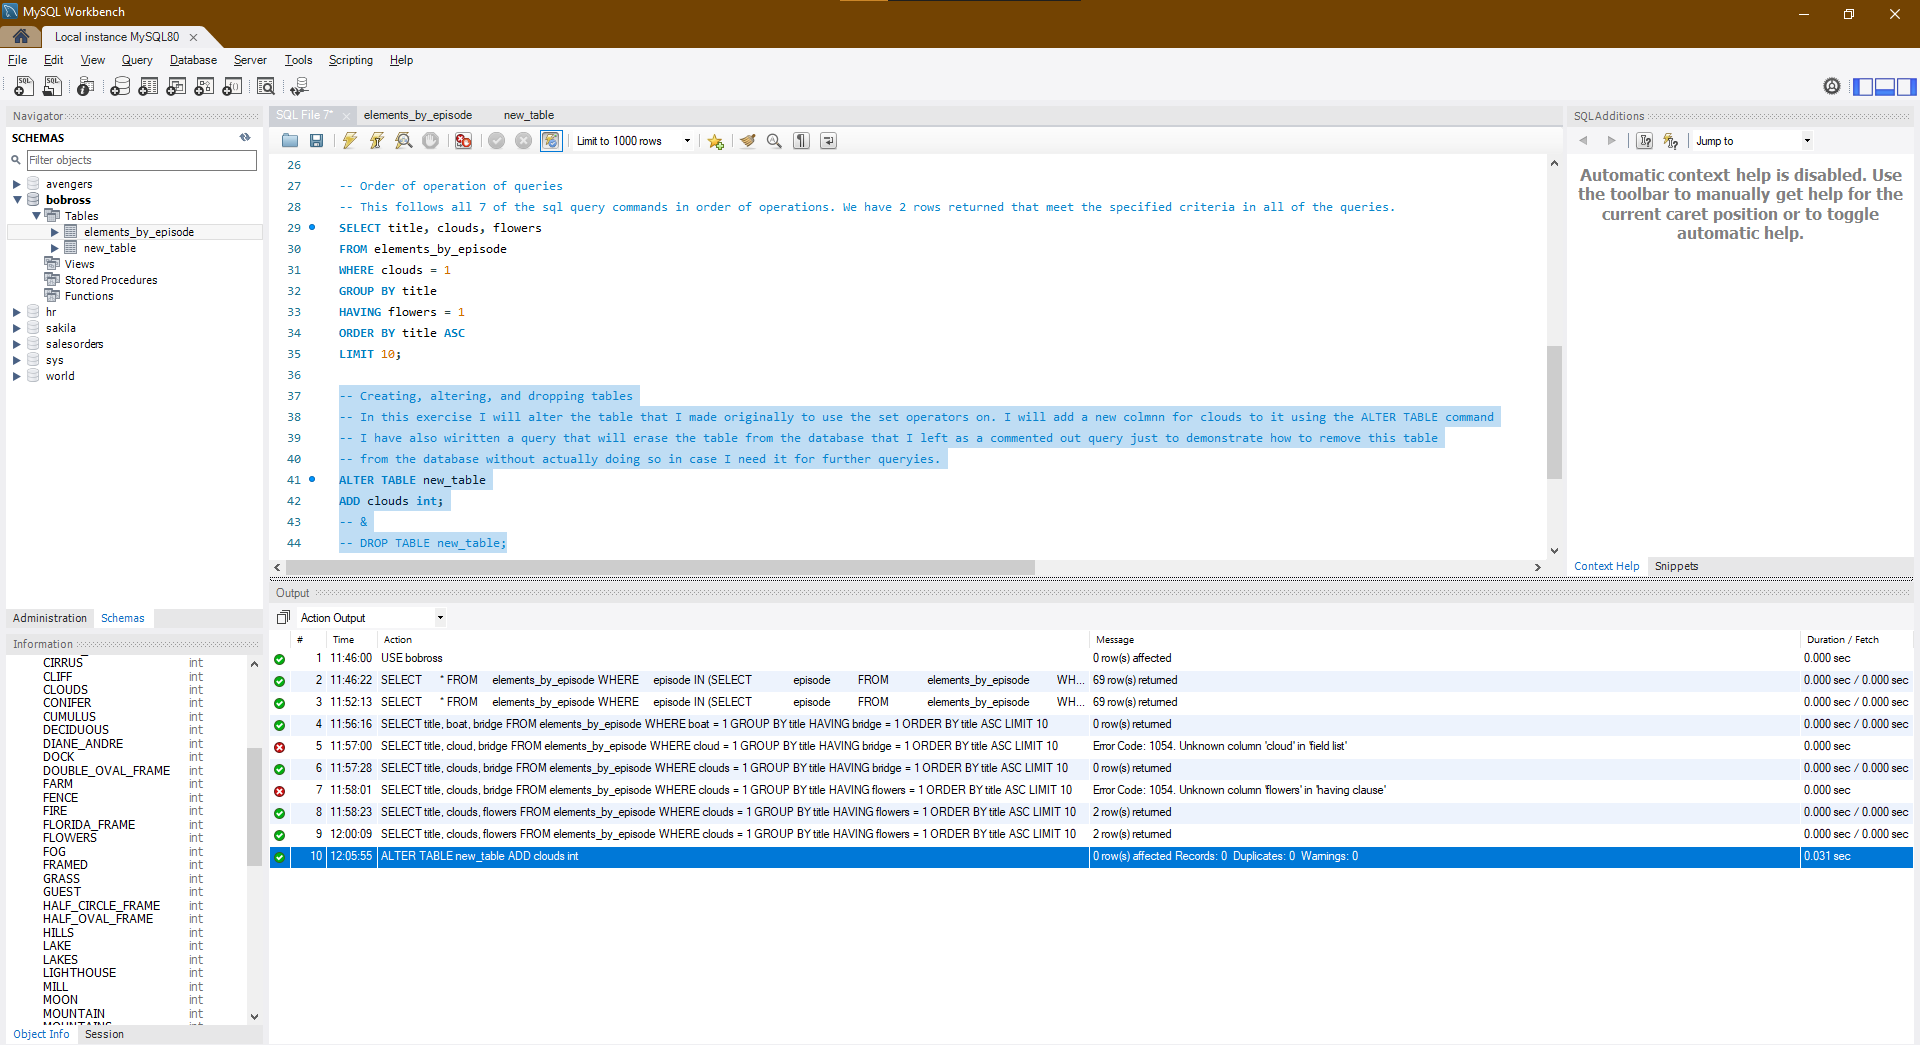 MySQL Workbench
Local instance MySQL80
File Edit View Query Database Server Tools Scripting Help
Navigator
SCHEMAS
Filter objects
avengers
bobross
Tables
elements_by_episode
new_table
Views
Stored Procedures
Functions
hr
sakila
salesorders
sys
world
Administration Schemas
Information
CIRRUS int
CLIFF int
CLOUDS int
CONIFER int
CUMULUS int
DECIDUOUS int
DIANE_ANDRE int
DOCK int
DOUBLE_OVAL_FRAME int
FARM int
FENCE int
FIRE int
FLORIDA_FRAME int
FLOWERS int
FOG int
FRAMED int
GRASS int
GUEST int
HALF_CIRCLE_FRAME int
HALF_OVAL_FRAME int
HILLS int
LAKE int
LAKES int
LIGHTHOUSE int
MILL int
MOON int
MOUNTAIN int
Object Info Session
SQL File 7* elements_by_episode new_table
Limit to 1000 rows
26
27 -- Order of operation of queries
28 -- This follows all 7 of the sql query commands in order of operations. We have 2 rows returned that meet the specified criteria in all of the queries.
29 SELECT title, clouds, flowers
30 FROM elements_by_episode
31 WHERE clouds = 1
32 GROUP BY title
33 HAVING flowers = 1
34 ORDER BY title ASC
35 LIMIT 10;
36
37 -- Creating, altering, and dropping tables
38 -- In this exercise I will alter the table that I made originally to use the set operators on. I will add a new colmnn for clouds to it using the ALTER TABLE command
39 -- I have also wiritten a query that will erase the table from the database that I left as a commented out query just to demonstrate how to remove this table
40 -- from the database without actually doing so in case I need it for further queryies.
41 ALTER TABLE new_table
42 ADD clouds int;
43 -- &
44 -- DROP TABLE new_table;
SQLAdditions
Jump to
Automatic context help is disabled. Use
the toolbar to manually get help for the
current caret position or to toggle
automatic help.
Context Help Snippets
Output
Action Output
# Time Action Message Duration / Fetch
1 11:46:00 USE bobross 0 row(s) affected 0.000 sec
2 11:46:22 SELECT * FROM elements_by_episode WHERE episode IN (SELECT episode FROM elements_by_episode WH... 69 row(s) returned 0.000 sec / 0.000 sec
3 11:52:13 SELECT * FROM elements_by_episode WHERE episode IN (SELECT episode FROM elements_by_episode WH... 69 row(s) returned 0.000 sec / 0.000 sec
4 11:56:16 SELECT title, boat, bridge FROM elements_by_episode WHERE boat = 1 GROUP BY title HAVING bridge = 1 ORDER BY title ASC LIMIT 10 0 row(s) returned 0.000 sec / 0.000 sec
5 11:57:00 SELECT title, cloud, bridge FROM elements_by_episode WHERE cloud = 1 GROUP BY title HAVING bridge = 1 ORDER BY title ASC LIMIT 10 Error Code: 1054. Unknown column 'cloud' in 'field list' 0.000 sec
6 11:57:28 SELECT title, clouds, bridge FROM elements_by_episode WHERE clouds = 1 GROUP BY title HAVING bridge = 1 ORDER BY title ASC LIMIT 10 0 row(s) returned 0.000 sec / 0.000 sec
7 11:58:01 SELECT title, clouds, bridge FROM elements_by_episode WHERE clouds = 1 GROUP BY title HAVING flowers = 1 ORDER BY title ASC LIMIT 10 Error Code: 1054. Unknown column 'flowers' in 'having clause' 0.000 sec
8 11:58:23 SELECT title, clouds, flowers FROM elements_by_episode WHERE clouds = 1 GROUP BY title HAVING flowers = 1 ORDER BY title ASC LIMIT 10 2 row(s) returned 0.000 sec / 0.000 sec
9 12:00:09 SELECT title, clouds, flowers FROM elements_by_episode WHERE clouds = 1 GROUP BY title HAVING flowers = 1 ORDER BY title ASC LIMIT 10 2 row(s) returned 0.000 sec / 0.000 sec
10 12:05:55 ALTER TABLE new_table ADD clouds int 0 row(s) affected Records: 0 Duplicates: 0 Warnings: 0 0.031 sec